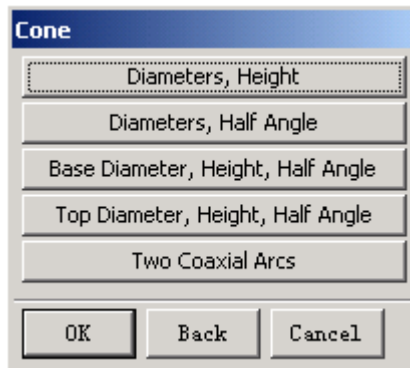 Cone
Diameters, Height
Diameters, Half Angle
Base Diameter, Height, Half Angle
Top Diameter, Height, Half Angle
Two Coaxial Arcs
OK Back Cancel